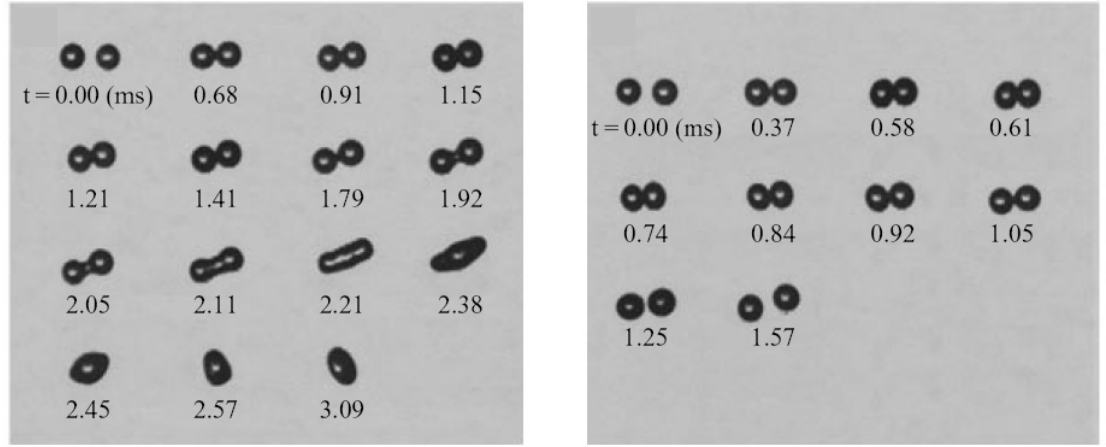 t = 0.00 (ms) 0.68 0.91 1.15
1.21 1.41 1.79 1.92
2.05 2.11 2.21 2.38
2.45 2.57 3.09
t = 0.00 (ms) 0.37 0.58 0.61
0.74 0.84 0.92 1.05
1.25 1.57